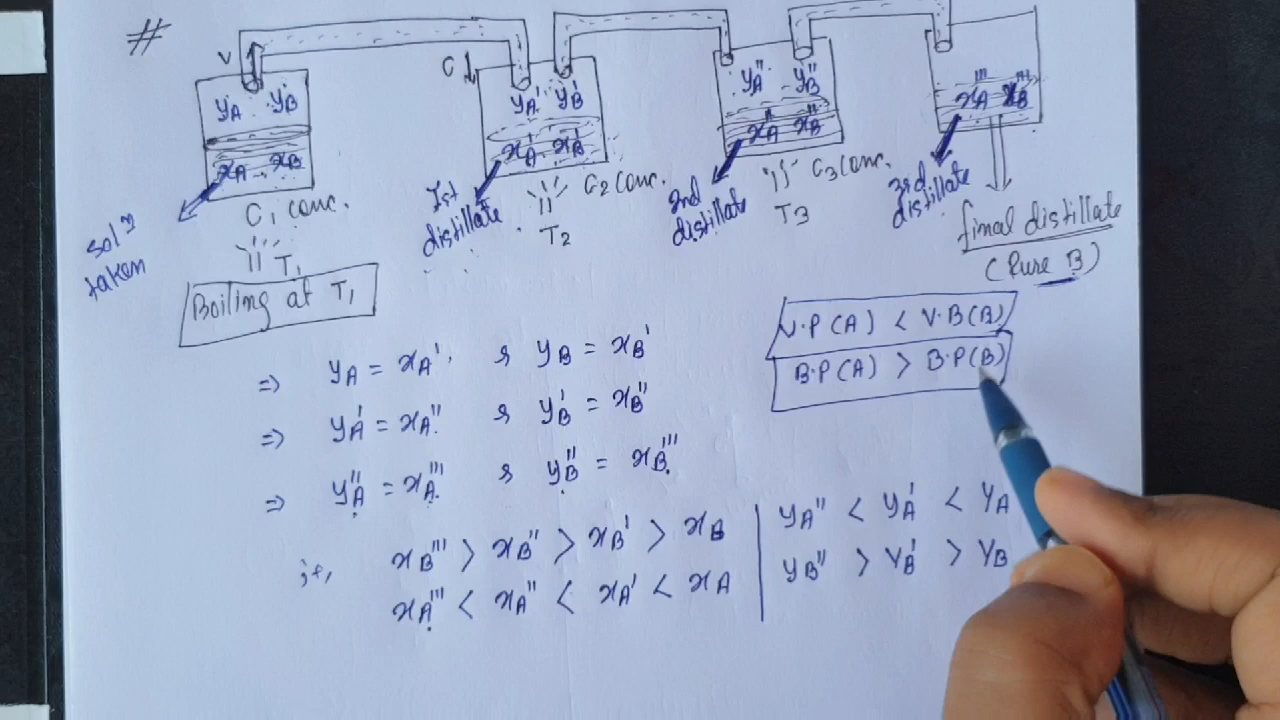 #
V
C ↓
yA yB
yA' yB'
yA" yB"
xA''' xB'''
xA xB
xA' xB'
xA" xB"
soln taken
C1 conc.
T1
1st distillate
C2 conc.
T2
2nd distillate
C3 conc.
T3
3rd distillate
final distillate
(Pure B)
Boiling at T1
V.P(A) < V.B(B)
B.P(A) > B.P(B)
⇒ yA = xA' & yB = xB'
⇒ yA' = xA" & yB' = xB"
⇒ yA" = xA''' & yB" = xB'''
i.e, xB''' > xB" > xB' > xB
xA''' < xA" < xA' < xA
yA" < yA' < YA
yB" > YB' > YB